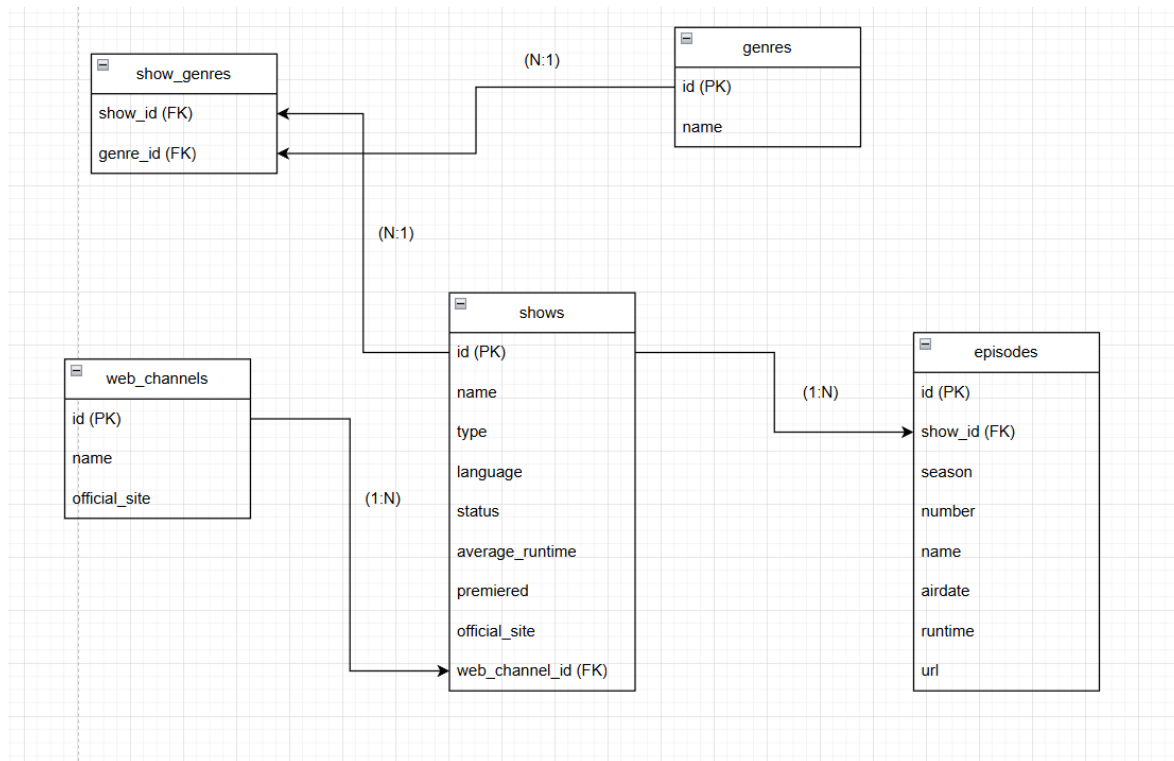 show_genres
show_id (FK)
genre_id (FK)
(N:1)
genres
id (PK)
name
(N:1)
web_channels
id (PK)
name
official_site
(1:N)
shows
id (PK)
name
type
language
status
average_runtime
premiered
official_site
web_channel_id (FK)
(1:N)
episodes
id (PK)
show_id (FK)
season
number
name
airdate
runtime
url